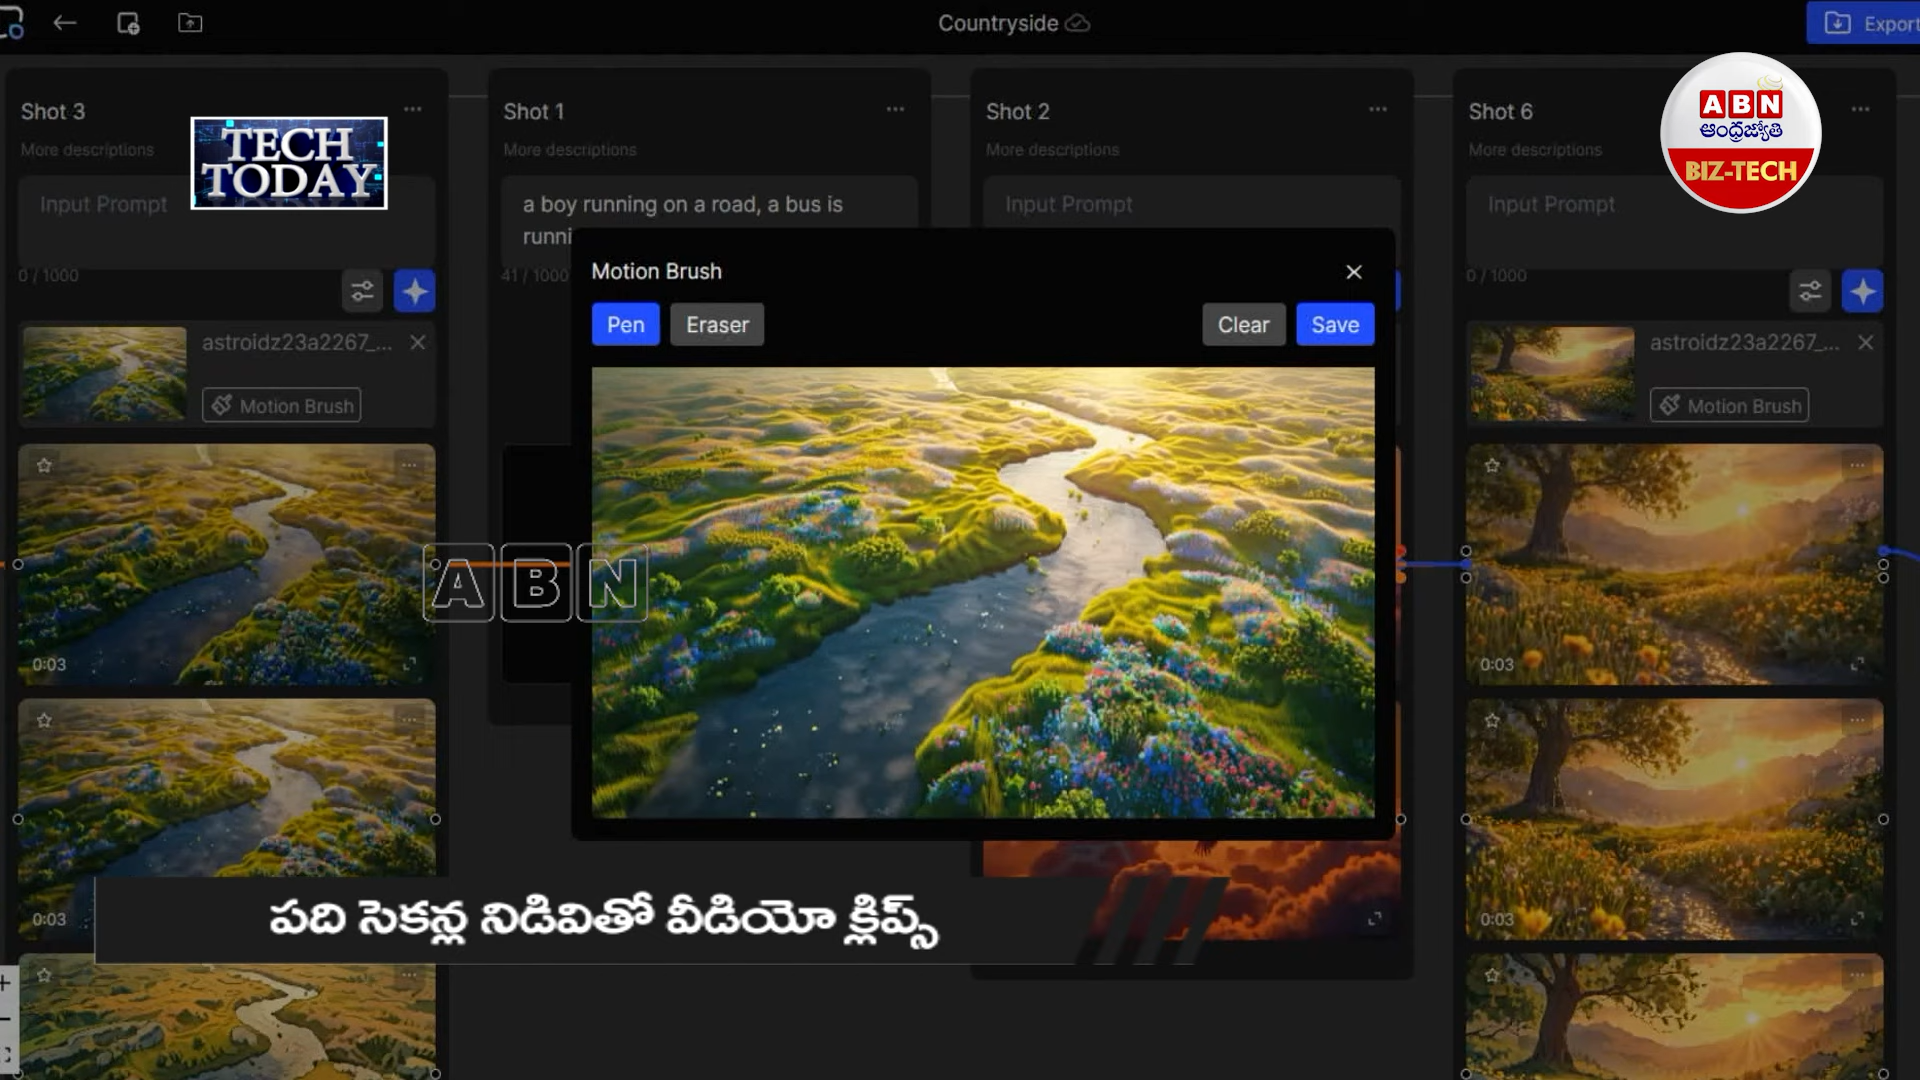 Countryside
Export
Shot 3
More descriptions
Input Prompt
0 / 1000
astroidz23a2267_...
Motion Brush
0:03
0:03
TECH
TODAY
Shot 1
More descriptions
a boy running on a road, a bus is
41 / 1000
Shot 2
More descriptions
Input Prompt
Motion Brush
Pen
Eraser
Clear
Save
Shot 6
More descriptions
Input Prompt
0 / 1000
astroidz23a2267_...
Motion Brush
0:03
0:03
ABN
ఆంధ్రజ్యోతి
BIZ-TECH
ABN
పది సెకన్ల నిడివితో వీడియో క్లిప్స్